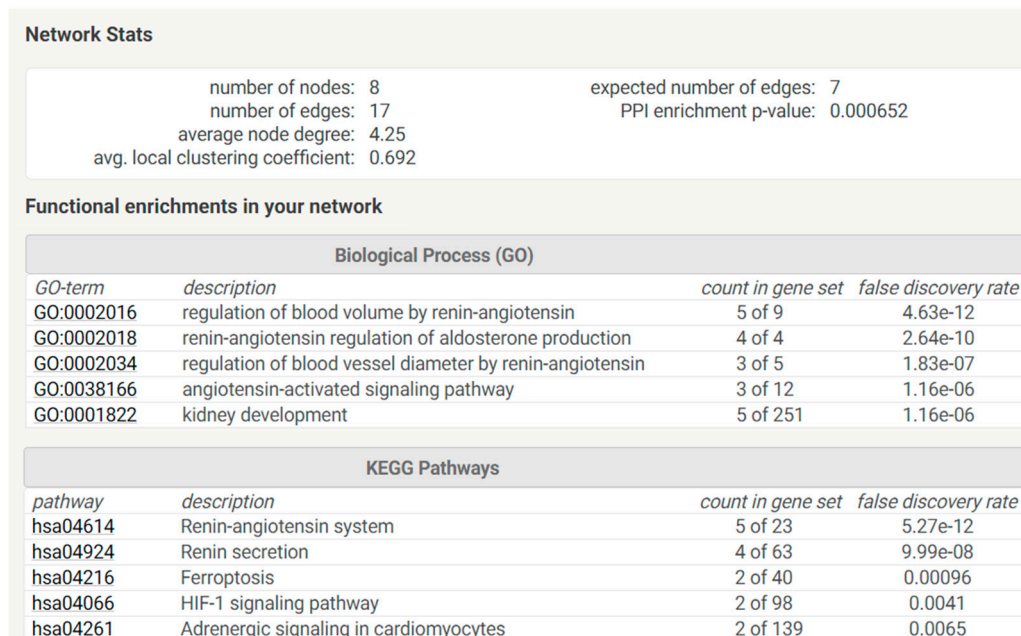 Network Stats
number of nodes: 8 expected number of edges: 7
number of edges: 17 PPI enrichment p-value: 0.000652
average node degree: 4.25
avg. local clustering coefficient: 0.692
Functional enrichments in your network
Biological Process (GO)
GO-term description count in gene set false discovery rate
GO:0002016 regulation of blood volume by renin-angiotensin 5 of 9 4.63e-12
GO:0002018 renin-angiotensin regulation of aldosterone production 4 of 4 2.64e-10
GO:0002034 regulation of blood vessel diameter by renin-angiotensin 3 of 5 1.83e-07
GO:0038166 angiotensin-activated signaling pathway 3 of 12 1.16e-06
GO:0001822 kidney development 5 of 251 1.16e-06
KEGG Pathways
pathway description count in gene set false discovery rate
hsa04614 Renin-angiotensin system 5 of 23 5.27e-12
hsa04924 Renin secretion 4 of 63 9.99e-08
hsa04216 Ferroptosis 2 of 40 0.00096
hsa04066 HIF-1 signaling pathway 2 of 98 0.0041
hsa04261 Adrenergic signaling in cardiomyocytes 2 of 139 0.0065